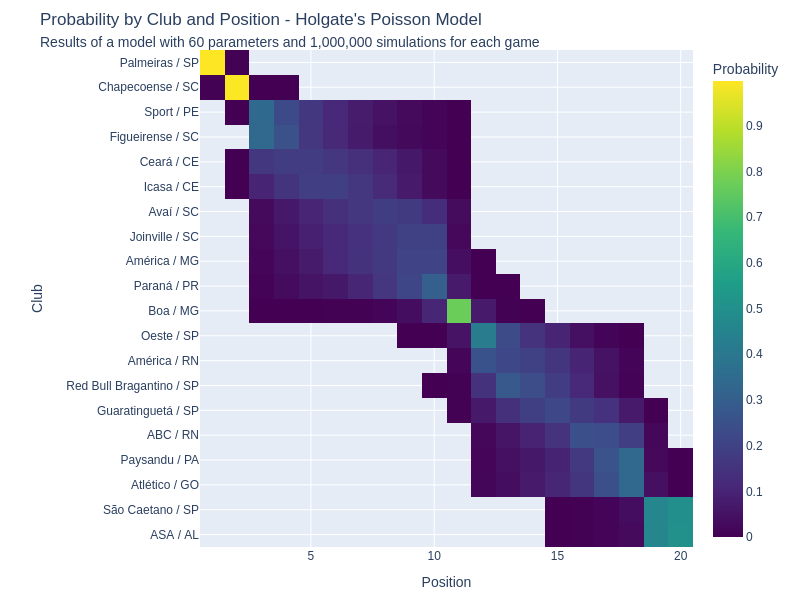 Probability by Club and Position - Holgate's Poisson Model
Results of a model with 60 parameters and 1,000,000 simulations for each game
Probability
Club
Palmeiras / SP
Chapecoense / SC
Sport / PE
Figueirense / SC
Ceará / CE
Icasa / CE
Avaí / SC
Joinville / SC
América / MG
Paraná / PR
Boa / MG
Oeste / SP
América / RN
Red Bull Bragantino / SP
Guaratinguetá / SP
ABC / RN
Paysandu / PA
Atlético / GO
São Caetano / SP
ASA / AL
0.9
0.8
0.7
0.6
0.5
0.4
0.3
0.2
0.1
0
5
10
15
20
Position